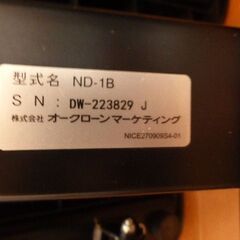 型式名 ND-1B
S N : DW-223829 J
株式会社 オークローンマーケティング
NICE270909S4-01